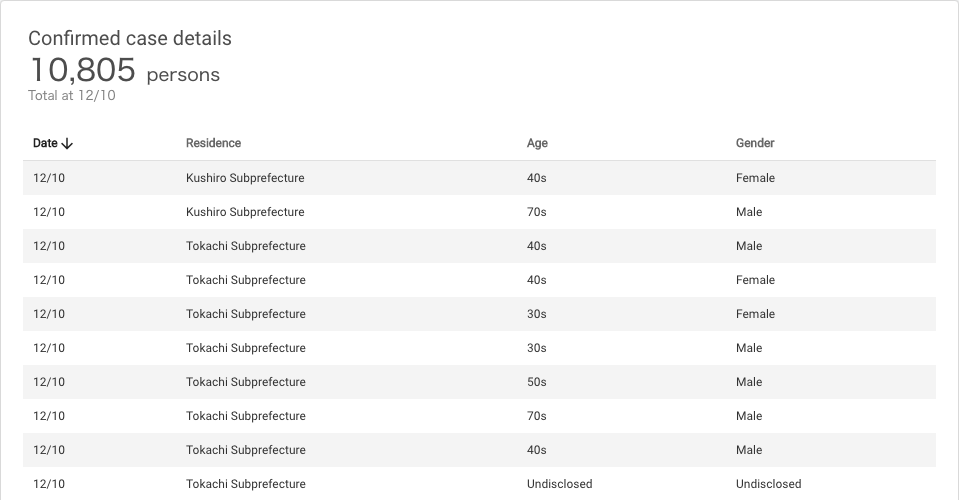 Confirmed case details
10,805 persons
Total at 12/10
Date Residence Age Gender
12/10 Kushiro Subprefecture 40s Female
12/10 Kushiro Subprefecture 70s Male
12/10 Tokachi Subprefecture 40s Male
12/10 Tokachi Subprefecture 40s Female
12/10 Tokachi Subprefecture 30s Female
12/10 Tokachi Subprefecture 30s Male
12/10 Tokachi Subprefecture 50s Male
12/10 Tokachi Subprefecture 70s Male
12/10 Tokachi Subprefecture 40s Male
12/10 Tokachi Subprefecture Undisclosed Undisclosed